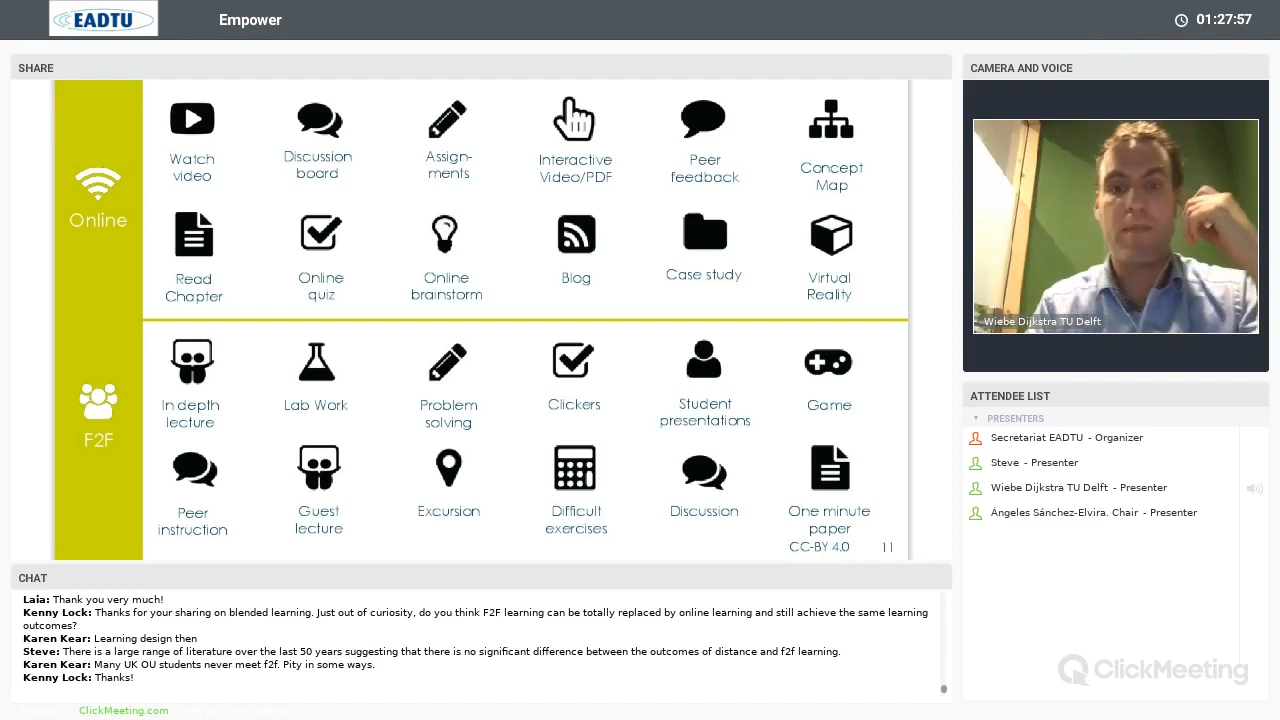 EADTU
Empower
01:27:57
SHARE
CAMERA AND VOICE
Online
Watch
video
Discussion
board
Assign-
ments
Interactive
Video/PDF
Peer
feedback
Concept
Map
Read
Chapter
Online
quiz
Online
brainstorm
Blog
Case study
Virtual
Reality
F2F
In depth
lecture
Lab Work
Problem
solving
Clickers
Student
presentations
Game
Peer
instruction
Guest
lecture
Excursion
Difficult
exercises
Discussion
One minute
paper
CC-BY 4.0 11
Wiebe Dijkstra TU Delft
ATTENDEE LIST
PRESENTERS
Secretariat EADTU - Organizer
Steve - Presenter
Wiebe Dijkstra TU Delft - Presenter
Ángeles Sánchez-Elvira. Chair - Presenter
CHAT
Laia: Thank you very much!
Kenny Lock: Thanks for your sharing on blended learning. Just out of curiosity, do you think F2F learning can be totally replaced by online learning and still achieve the same learning
outcomes?
Karen Kear: Learning design then
Steve: There is a large range of literature over the last 50 years suggesting that there is no significant difference between the outcomes of distance and f2f learning.
Karen Kear: Many UK OU students never meet f2f. Pity in some ways.
Kenny Lock: Thanks!
ClickMeeting
ClickMeeting.com